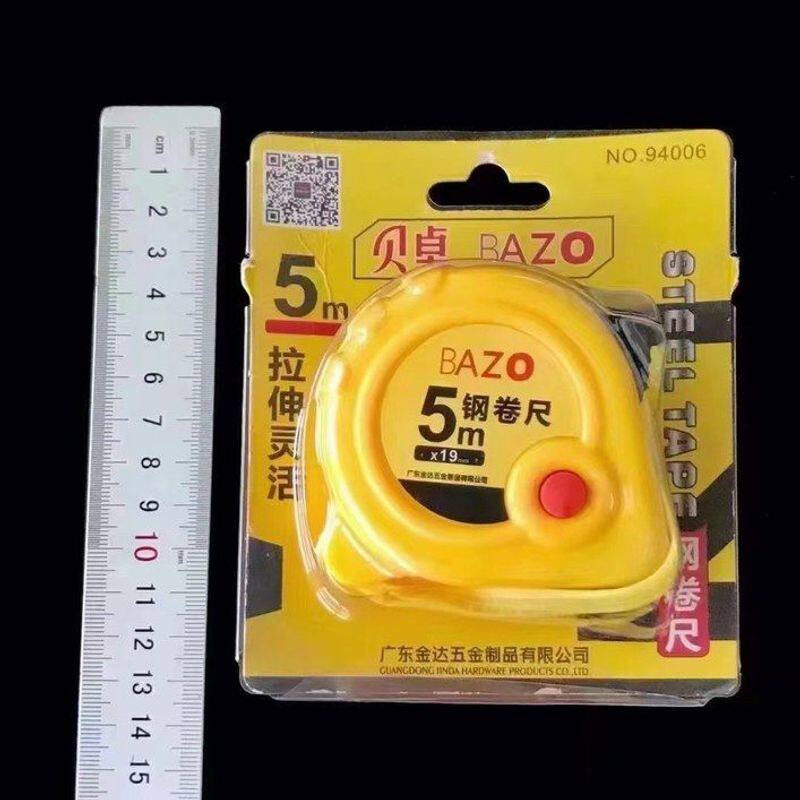 cm
1
2
3
4
5
6
7
8
9
10
11
12
13
14
15
NO.94006
贝卓 BAZO
5m
拉伸灵活
STEEL TAPE
钢卷尺
BAZO
5m 钢卷尺
x19mm
广东金达五金制品有限公司
广东金达五金制品有限公司
GUANGDONG JINDA HARDWARE PRODUCTS CO.,LTD